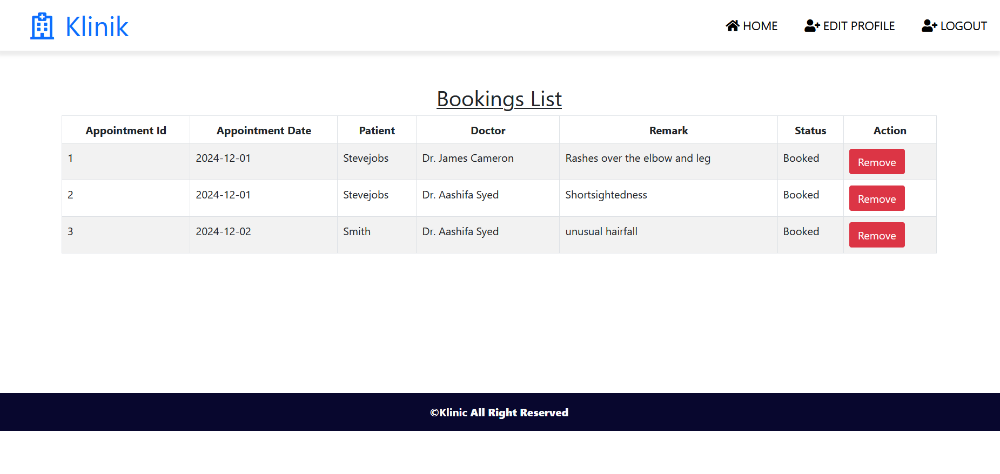 Klinik
HOME EDIT PROFILE LOGOUT
Bookings List
Appointment Id Appointment Date Patient Doctor Remark Status Action
1 2024-12-01 Stevejobs Dr. James Cameron Rashes over the elbow and leg Booked Remove
2 2024-12-01 Stevejobs Dr. Aashifa Syed Shortsightedness Booked Remove
3 2024-12-02 Smith Dr. Aashifa Syed unusual hairfall Booked Remove
©Klinic All Right Reserved